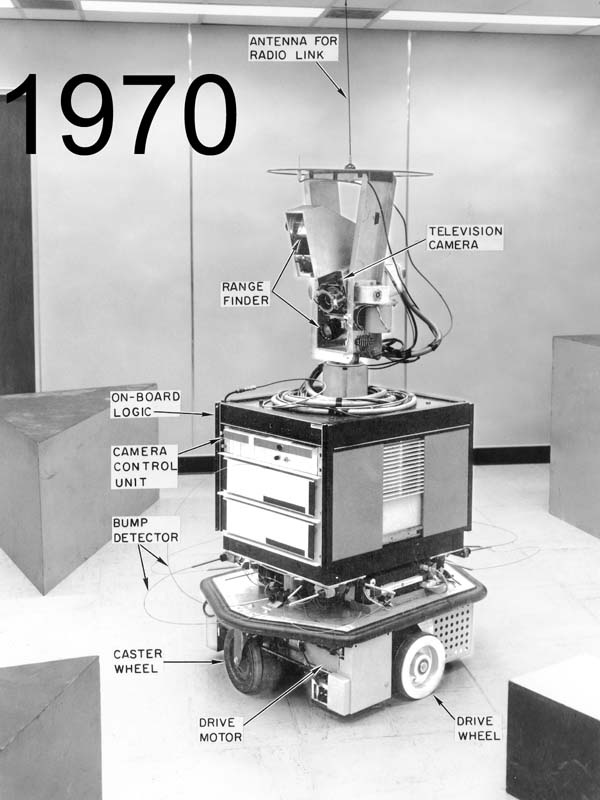 ANTENNA FOR
RADIO LINK
1970
TELEVISION
CAMERA
RANGE
FINDER
ON-BOARD
LOGIC
CAMERA
CONTROL
UNIT
BUMP
DETECTOR
CASTER
WHEEL
DRIVE
MOTOR
DRIVE
WHEEL